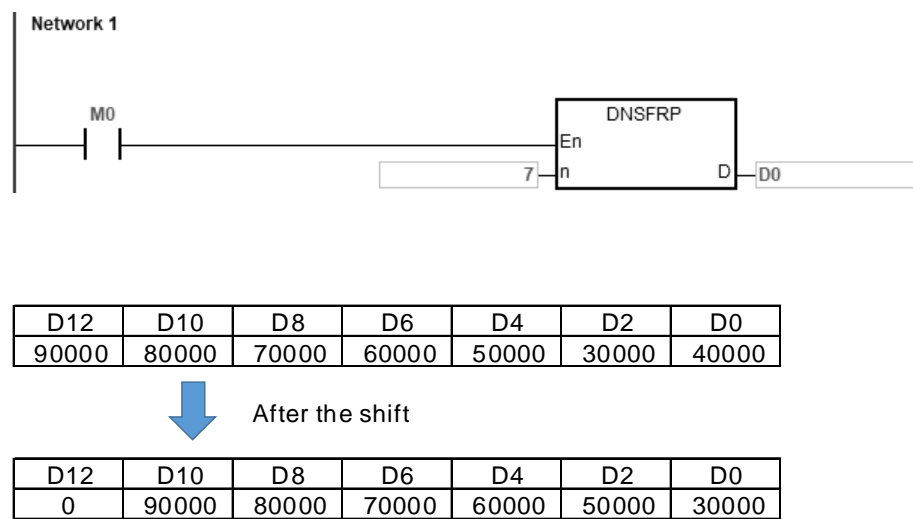 Network 1
M0
DNSFRP
En
7 n D D0
D12 D10 D8 D6 D4 D2 D0
90000 80000 70000 60000 50000 30000 40000
After the shift
D12 D10 D8 D6 D4 D2 D0
0 90000 80000 70000 60000 50000 30000